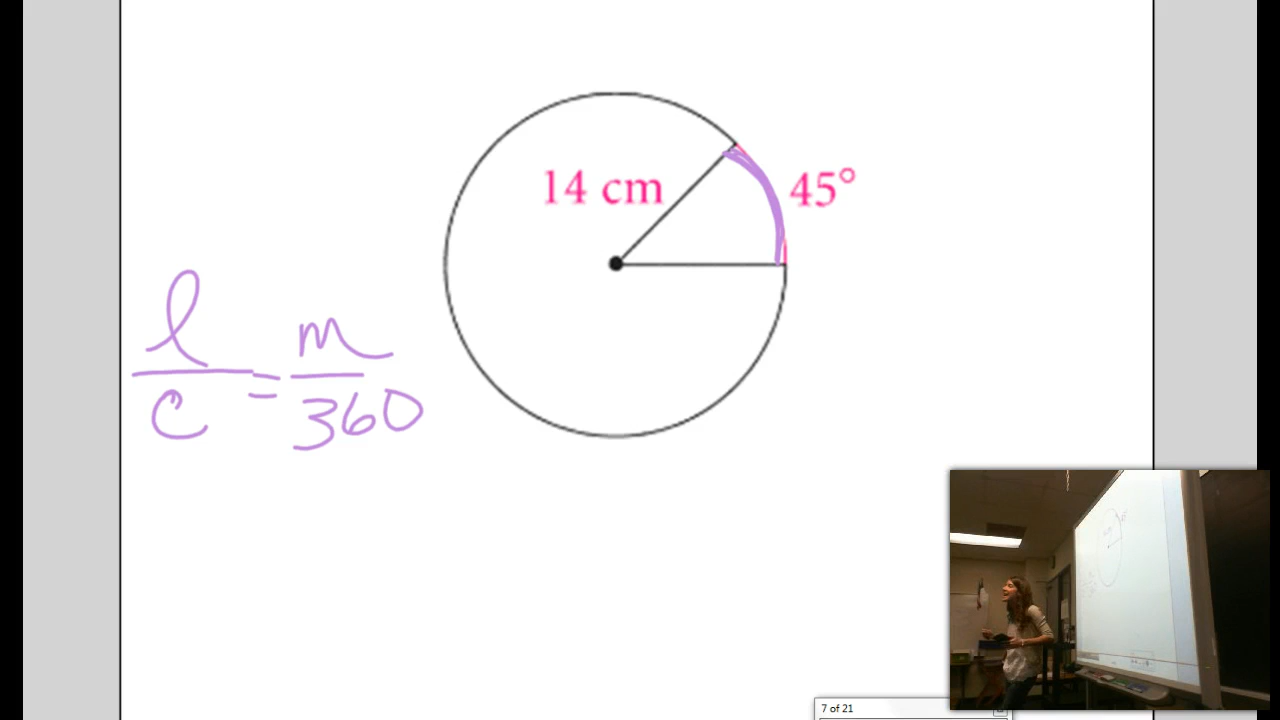 14 cm
45°
l/c = m/360
7 of 21